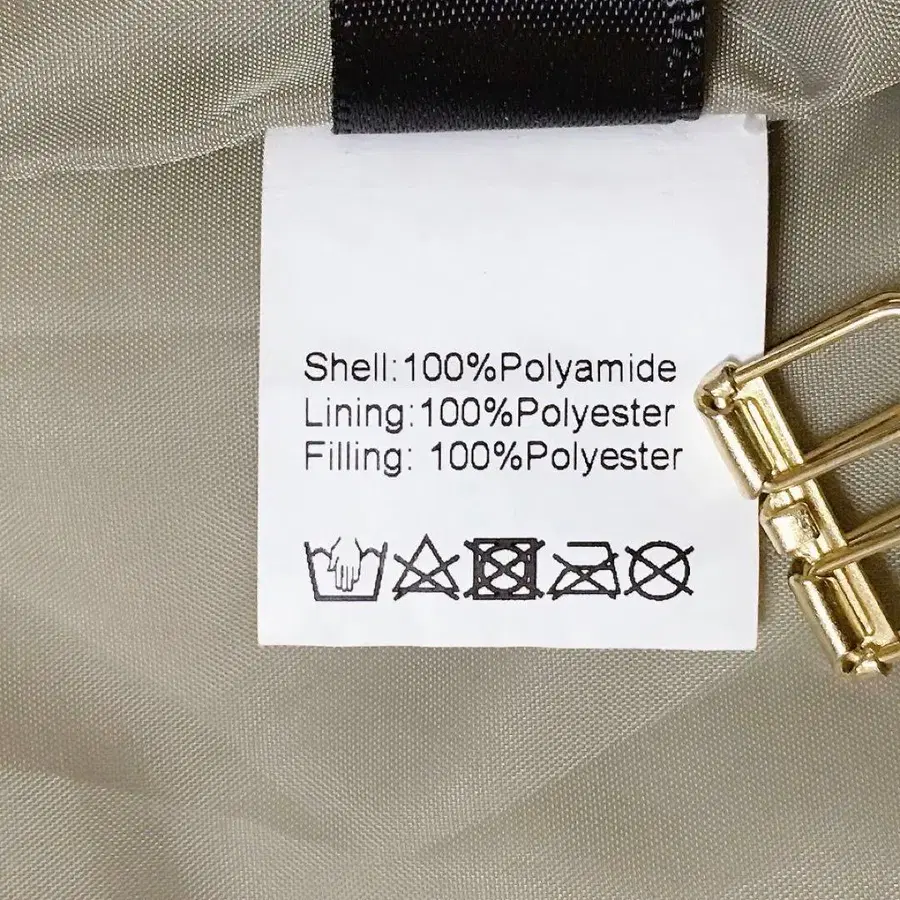 Shell:100%Polyamide
Lining:100%Polyester
Filling: 100%Polyester